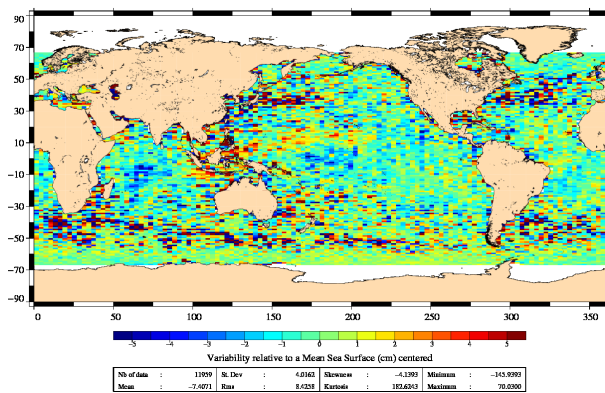 90
70
50
30
10
−10
−30
−50
−70
−90
0 50 100 150 200 250 300 350
−5 −4 −3 −2 −1 0 1 2 3 4 5
Variability relative to a Mean Sea Surface (cm) centered
Nb of data : 11959 St. Dev : 4.0162 Skewness : −4.1393 Minimum : −145.9393
Mean : −7.4071 Rms : 8.4258 Kurtosis : 182.6243 Maximum : 70.0300